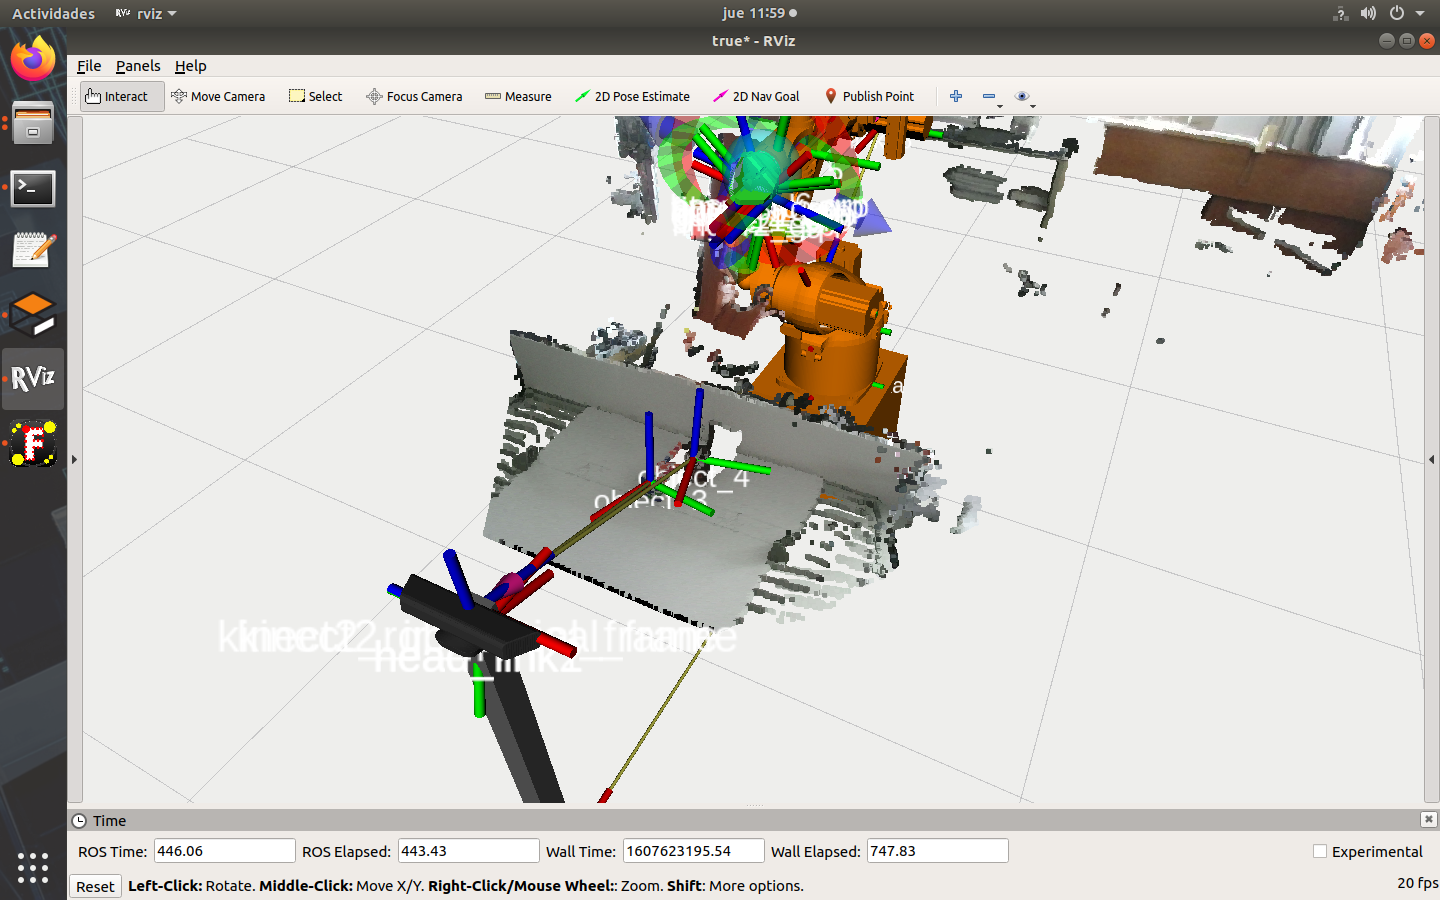 Actividades
RViz rviz
jue 11:59
true* - RViz
File Panels Help
Interact Move Camera Select Focus Camera Measure 2D Pose Estimate 2D Nav Goal Publish Point
RViz
F
a
object_4
head_link2
Time
ROS Time: 446.06 ROS Elapsed: 443.43 Wall Time: 1607623195.54 Wall Elapsed: 747.83 Experimental
Reset Left-Click: Rotate. Middle-Click: Move X/Y. Right-Click/Mouse Wheel:: Zoom. Shift: More options. 20 fps